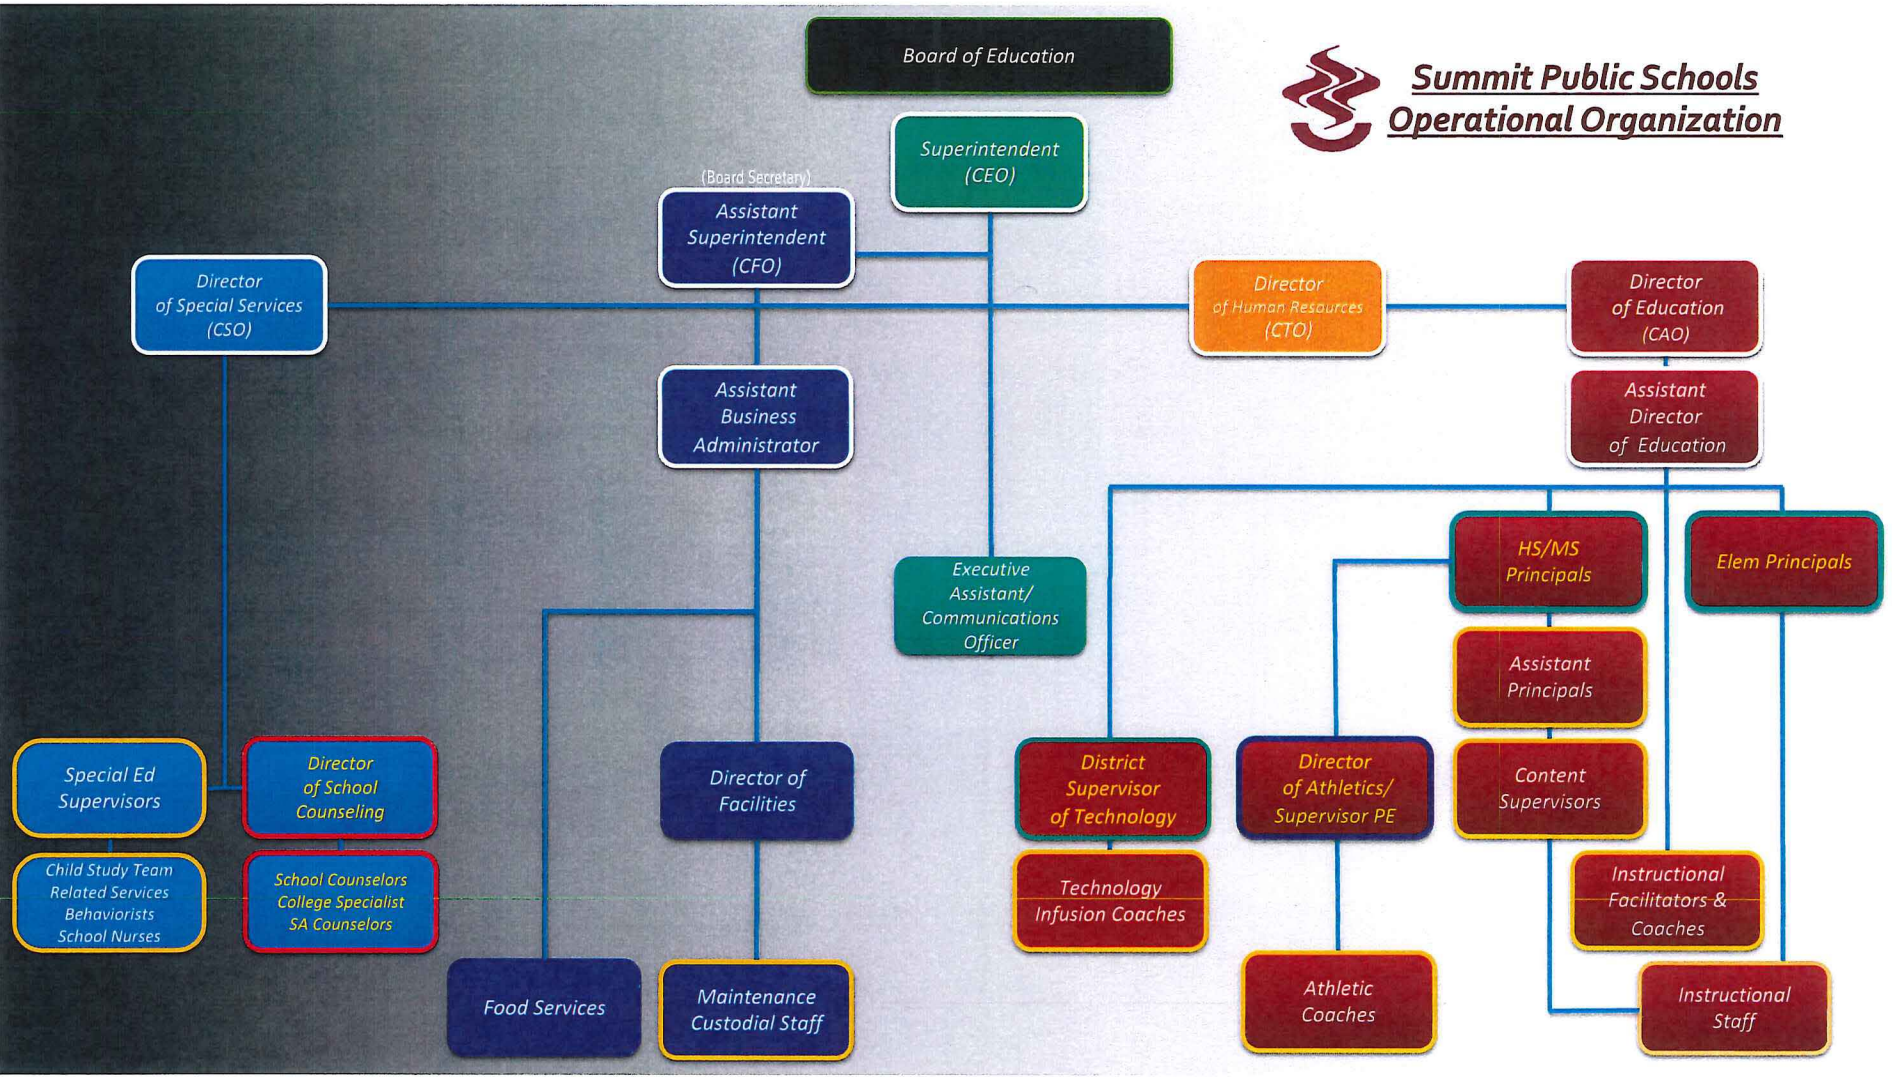 Board of Education
Summit Public Schools
Operational Organization
Superintendent
(CEO)
(Board Secretary)
Assistant
Superintendent
(CFO)
Director
of Special Services
(CSO)
Director
of Human Resources
(CTO)
Director
of Education
(CAO)
Assistant
Business
Administrator
Assistant
Director
of Education
HS/MS
Principals
Elem Principals
Executive
Assistant/
Communications
Officer
Assistant
Principals
Special Ed
Supervisors
Director
of School
Counseling
Director of
Facilities
District
Supervisor
of Technology
Director
of Athletics/
Supervisor PE
Content
Supervisors
Child Study Team
Related Services
Behaviorists
School Nurses
School Counselors
College Specialist
SA Counselors
Technology
Infusion Coaches
Instructional
Facilitators &
Coaches
Food Services
Maintenance
Custodial Staff
Athletic
Coaches
Instructional
Staff